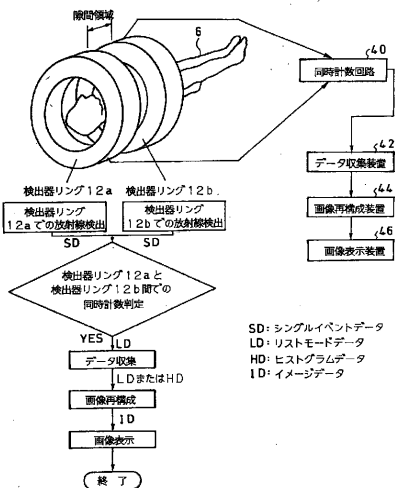 隙間領域
6
40
同時計数回路
42
データ収集装置
44
画像再構成装置
46
画像表示装置
検出器リング12a 検出器リング12b.
検出器リング
12aでの放射線検出
検出器リング
12bでの放射線検出
SD SD
検出器リング12aと
検出器リング12b間での
同時計数判定
YES LD
データ収集
LDまたはHD
画像再構成
ID
画像表示
終了
SD:シングルイベントデータ
LD:リストモードデータ
HD:ヒストグラムデータ
ID:イメージデータ